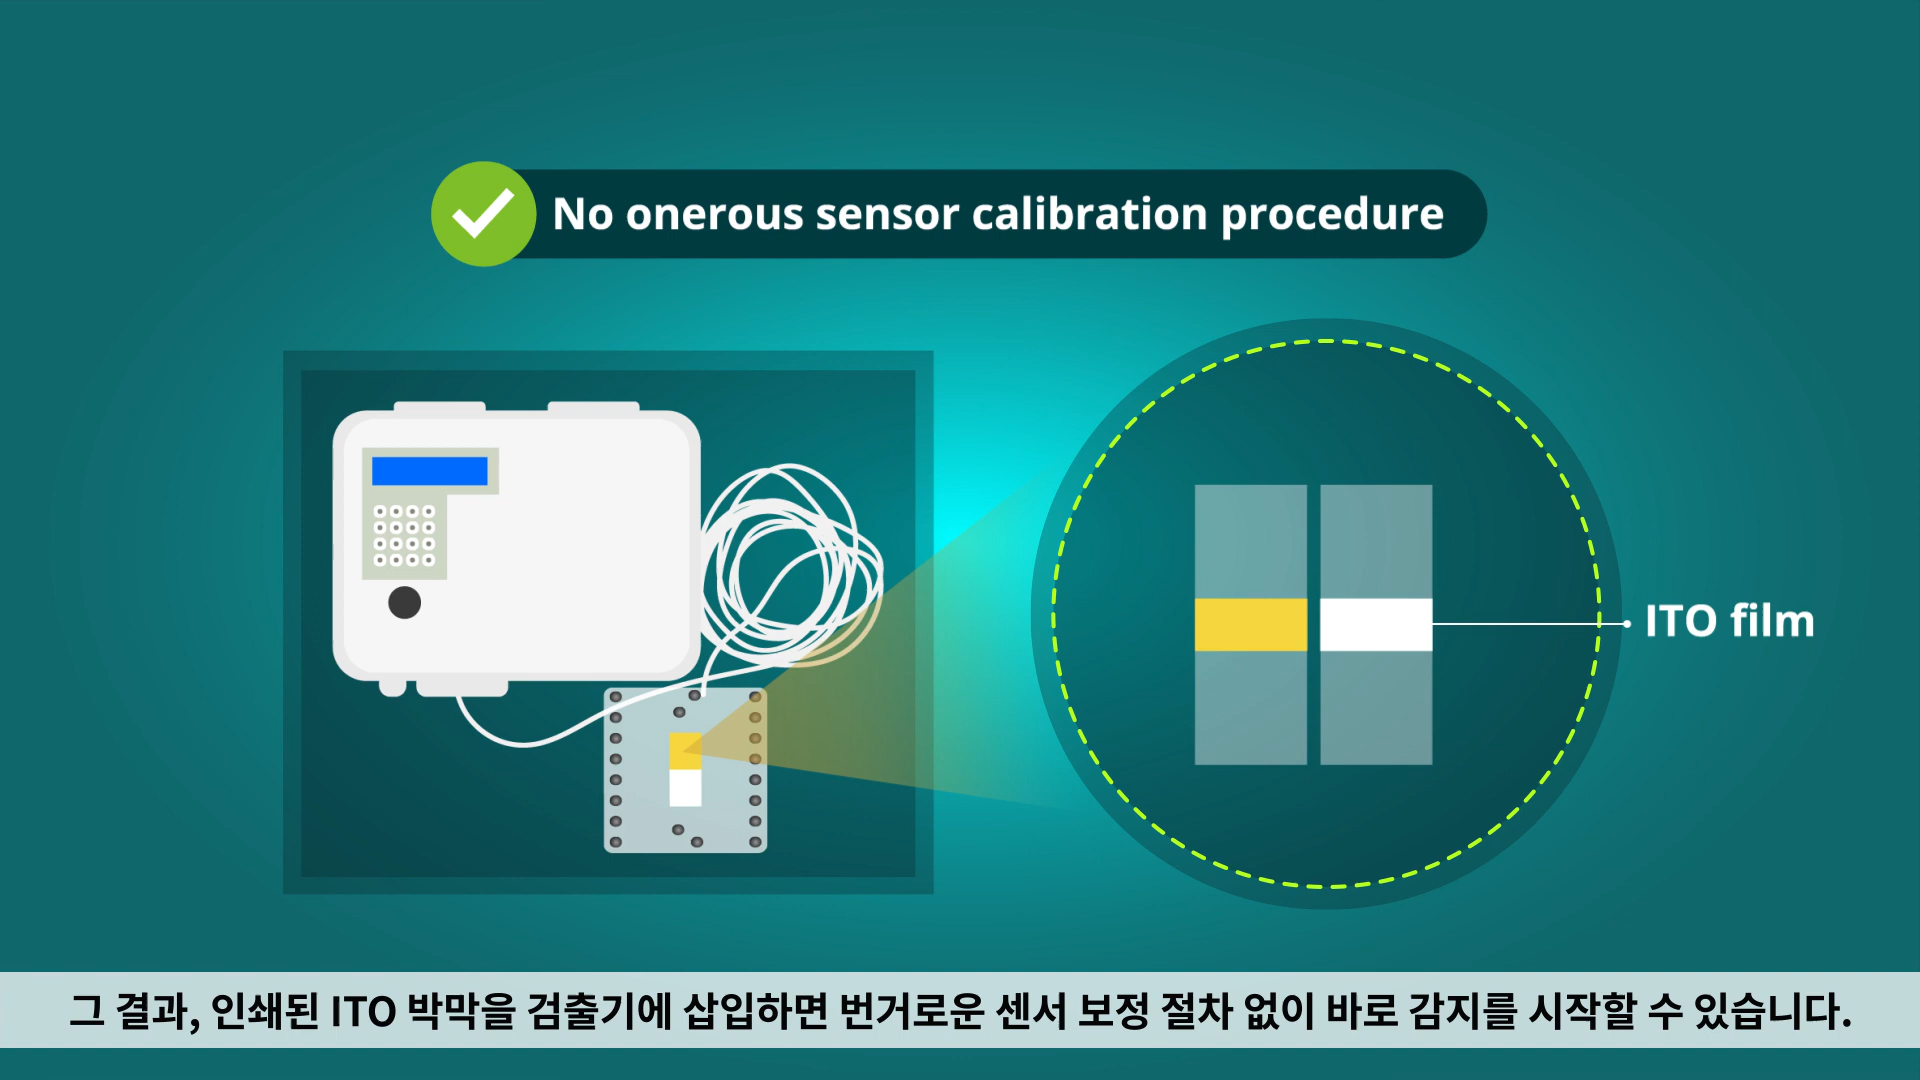 No onerous sensor calibration procedure
ITO film
그 결과, 인쇄된 ITO 박막을 검출기에 삽입하면 번거로운 센서 보정 절차 없이 바로 감지를 시작할 수 있습니다.